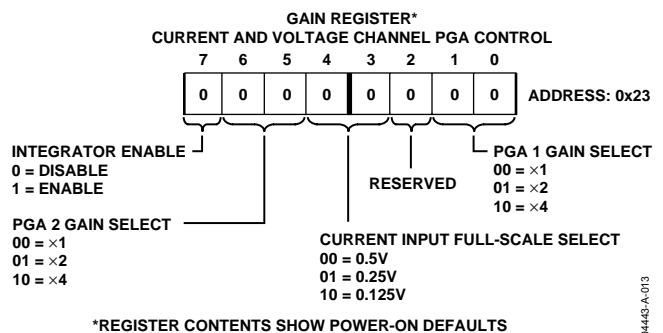 GAIN REGISTER*
CURRENT AND VOLTAGE CHANNEL PGA CONTROL
7 6 5 4 3 2 1 0
0 0 0 0 0 0 0 0 ADDRESS: 0x23
INTEGRATOR ENABLE
0 = DISABLE
1 = ENABLE
RESERVED
PGA 1 GAIN SELECT
00 = ×1
01 = ×2
10 = ×4
PGA 2 GAIN SELECT
00 = ×1
01 = ×2
10 = ×4
CURRENT INPUT FULL-SCALE SELECT
00 = 0.5V
01 = 0.25V
10 = 0.125V
*REGISTER CONTENTS SHOW POWER-ON DEFAULTS
04443-A-013